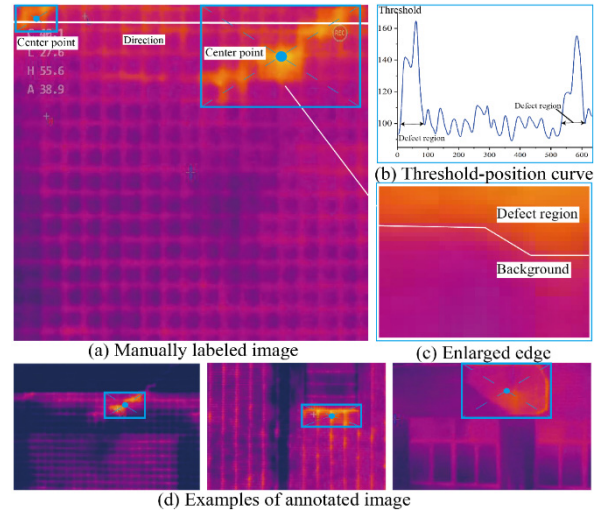 Center point
Direction
Center point
REC
L 27.6
H 55.6
A 38.9
(a) Manually labeled image
Threshold
160
140
120
100
0 100 200 300 400 500 600
Defect region
Defect region
(b) Threshold-position curve
Defect region
Background
(c) Enlarged edge
(d) Examples of annotated image